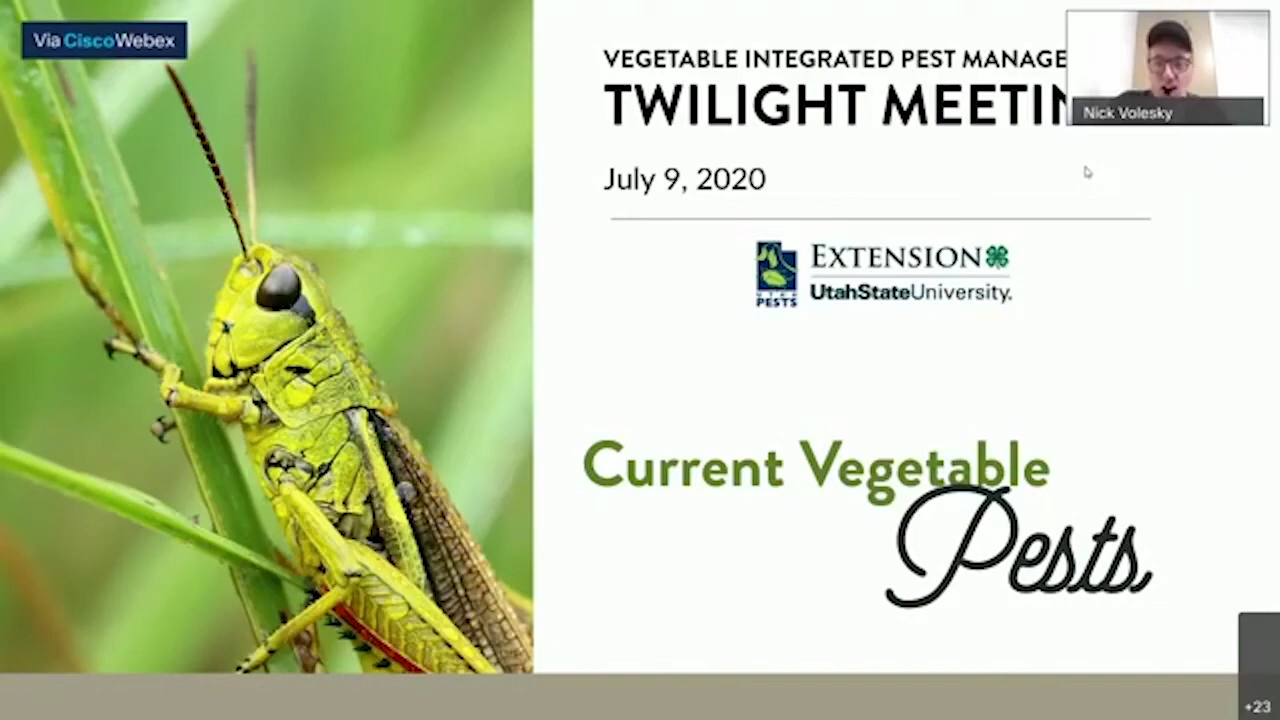 Via CiscoWebex
VEGETABLE INTEGRATED PEST MANAGE
TWILIGHT MEETIN
Nick Volesky
July 9, 2020
UTAH
PESTS
EXTENSION
UtahStateUniversity.
Current Vegetable
Pests
+23